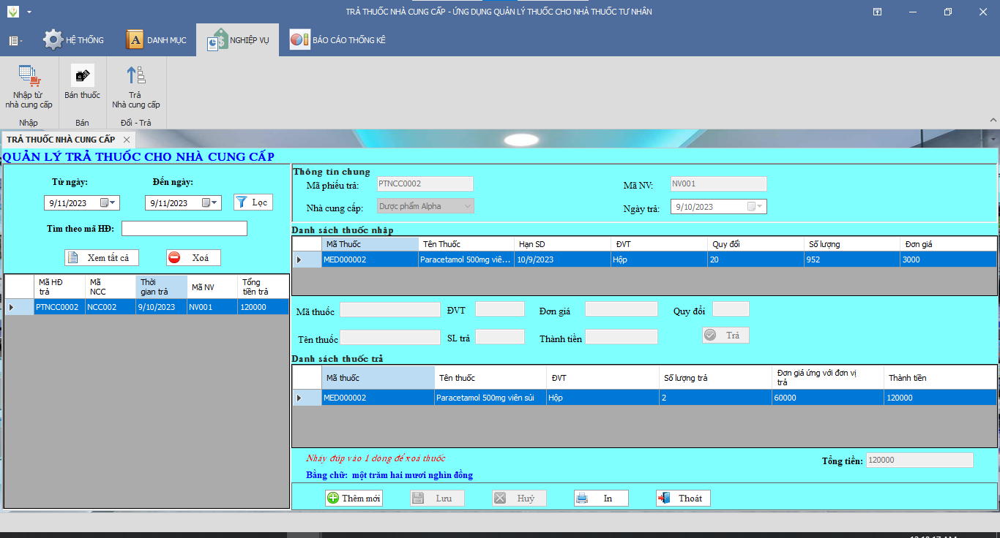 TRẢ THUỐC NHÀ CUNG CẤP - ỨNG DỤNG QUẢN LÝ THUỐC CHO NHÀ THUỐC TƯ NHÂN
HỆ THỐNG
DANH MỤC
NGHIỆP VỤ
BÁO CÁO THỐNG KÊ
Nhập từ
nhà cung cấp
Bán thuốc
Trả
Nhà cung cấp
Nhập
Bán
Đổi - Trả
TRẢ THUỐC NHÀ CUNG CẤP
QUẢN LÝ TRẢ THUỐC CHO NHÀ CUNG CẤP
Từ ngày:
Đến ngày:
9/11/2023
9/11/2023
Lọc
Tìm theo mã HĐ:
Xem tất cả
Xoá
Mã HĐ trả
Mã NCC
Thời gian trả
Mã NV
Tổng tiền trả
PTNCC0002 NCC002 9/10/2023 NV001 120000
Thông tin chung
Mã phiếu trả: PTNCC0002
Mã NV: NV001
Nhà cung cấp: Dược phẩm Alpha
Ngày trả: 9/10/2023
Danh sách thuốc nhập
Mã Thuốc Tên Thuốc Hạn SD ĐVT Quy đổi Số lượng Đơn giá
MED000002 Paracetamol 500mg viê... 10/9/2023 Hộp 20 952 3000
Mã thuốc ĐVT Đơn giá Quy đổi
Tên thuốc SL trả Thành tiền Trả
Danh sách thuốc trả
Mã thuốc Tên thuốc ĐVT Số lượng trả Đơn giá ứng với đơn vị trả Thành tiền
MED000002 Paracetamol 500mg viên sủi Hộp 2 60000 120000
Nháy đúp vào 1 dòng để xoá thuốc
Tổng tiền: 120000
Bằng chữ: một trăm hai mươi nghìn đồng
Thêm mới
Lưu
Huỷ
In
Thoát